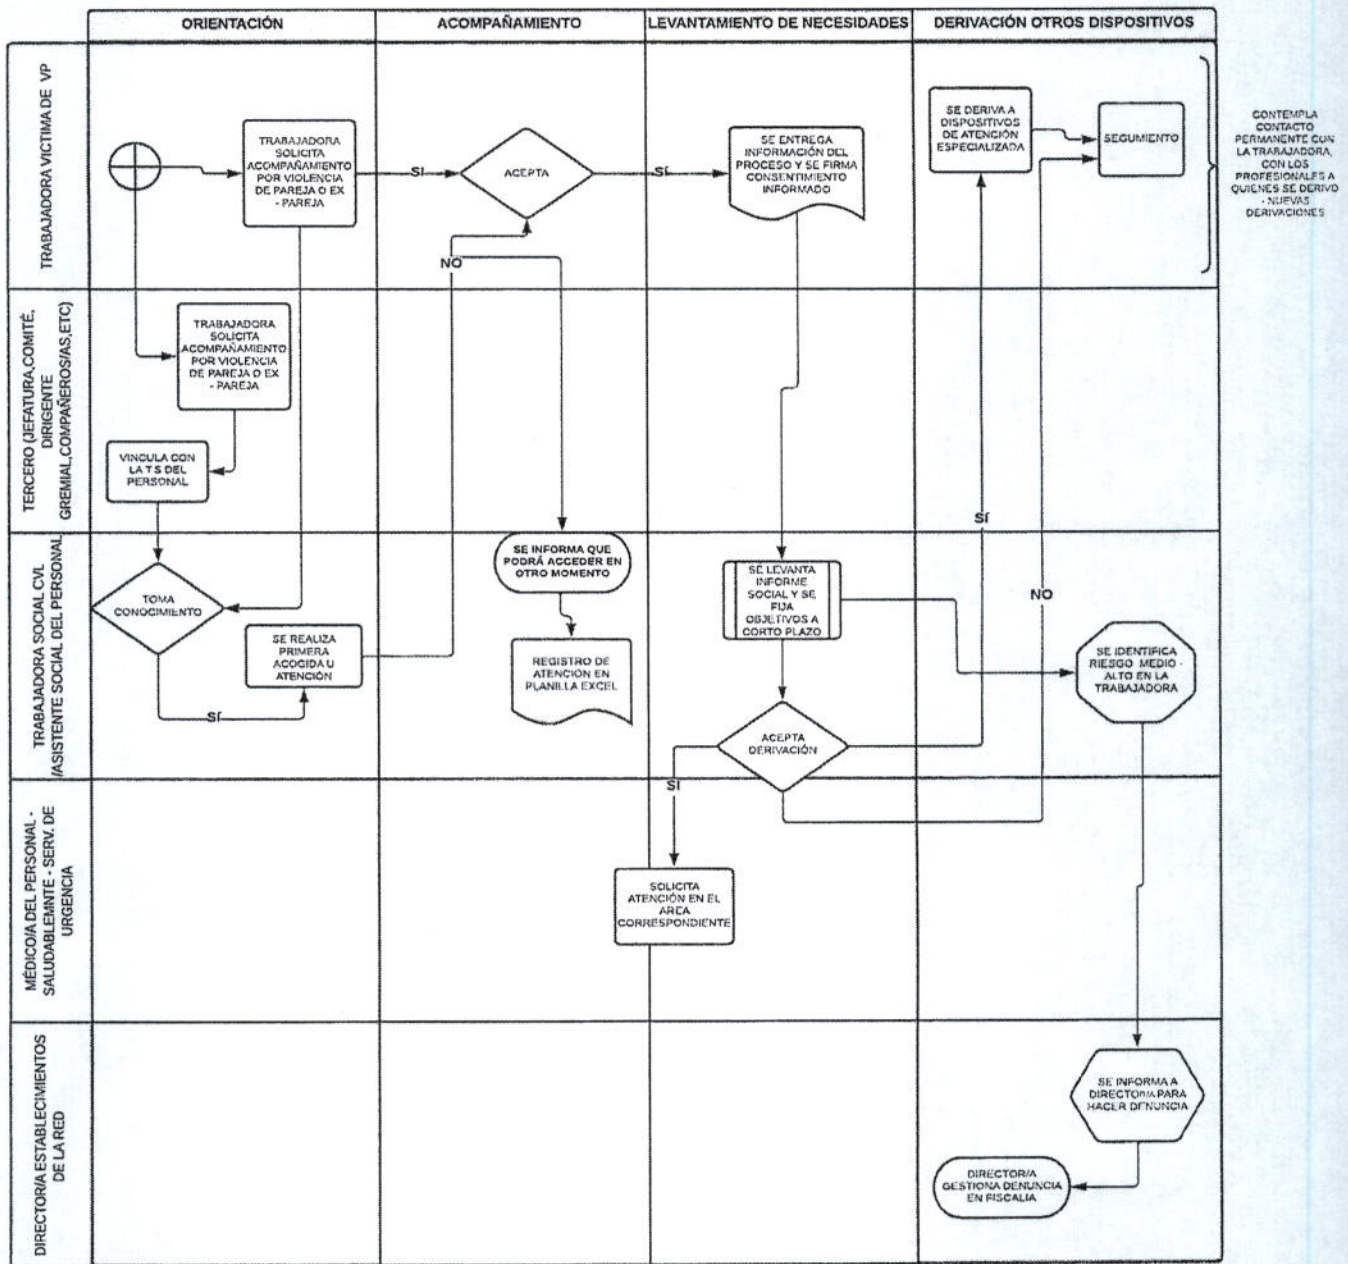 ORIENTACIÓN
ACOMPAÑAMIENTO
LEVANTAMIENTO DE NECESIDADES
DERIVACIÓN OTROS DISPOSITIVOS
TRABAJADORA VICTIMA DE VP
TRABAJADORA
SOLICITA
ACOMPAÑAMIENTO
POR VIOLENCIA
DE PAREJA O EX
- PAREJA
SÍ
ACEPTA
SÍ
SE ENTREGA
INFORMACIÓN DEL
PROCESO Y SE FIRMA
CONSENTIMIENTO
INFORMADO
SE DERIVA A
DISPOSITIVOS
DE ATENCIÓN
ESPECIALIZADA
SEGUMIENTO
CONTEMPLA
CONTACTO
PERMANENTE CON
LA TRABAJADORA,
CON LOS
PROFESIONALES A
QUIENES SE DERIVO
- NUEVAS
DERIVACIONES
NO
TERCERO (JEFATURA,COMITÉ,
DIRIGENTE
GREMIAL,COMPAÑEROS/AS,ETC)
TRABAJADORA
SOLICITA
ACOMPAÑAMIENTO
POR VIOLENCIA
DE PAREJA O EX
- PAREJA
VINCULA CON
LA T S DEL
PERSONAL
SÍ
TRABAJADORA SOCIAL CVL
/ASISTENTE SOCIAL DEL PERSONAL
TOMA
CONOCIMIENTO
SÍ
SE REALIZA
PRIMERA
ACOGIDA U
ATENCIÓN
SE INFORMA QUE
PODRÁ ACCEDER EN
OTRO MOMENTO
REGISTRO DE
ATENCIÓN EN
PLANILLA EXCEL
SE LEVANTA
INFORME
SOCIAL Y SE
FIJA
OBJETIVOS A
CORTO PLAZO
NO
SE IDENTIFICA
RIESGO MEDIO -
ALTO EN LA
TRABAJADORA
ACEPTA
DERIVACIÓN
SÍ
MÉDICO/A DEL PERSONAL -
SALUDABLEMNTE - SERV. DE
URGENCIA
SOLICITA
ATENCIÓN EN EL
AREA
CORRESPONDIENTE
DIRECTOR/A ESTABLECIMIENTOS
DE LA RED
SE INFORMA A
DIRECTOR/A PARA
HACER DENUNCIA
DIRECTOR/A
GESTIONA DENUNCIA
EN FISCALIA